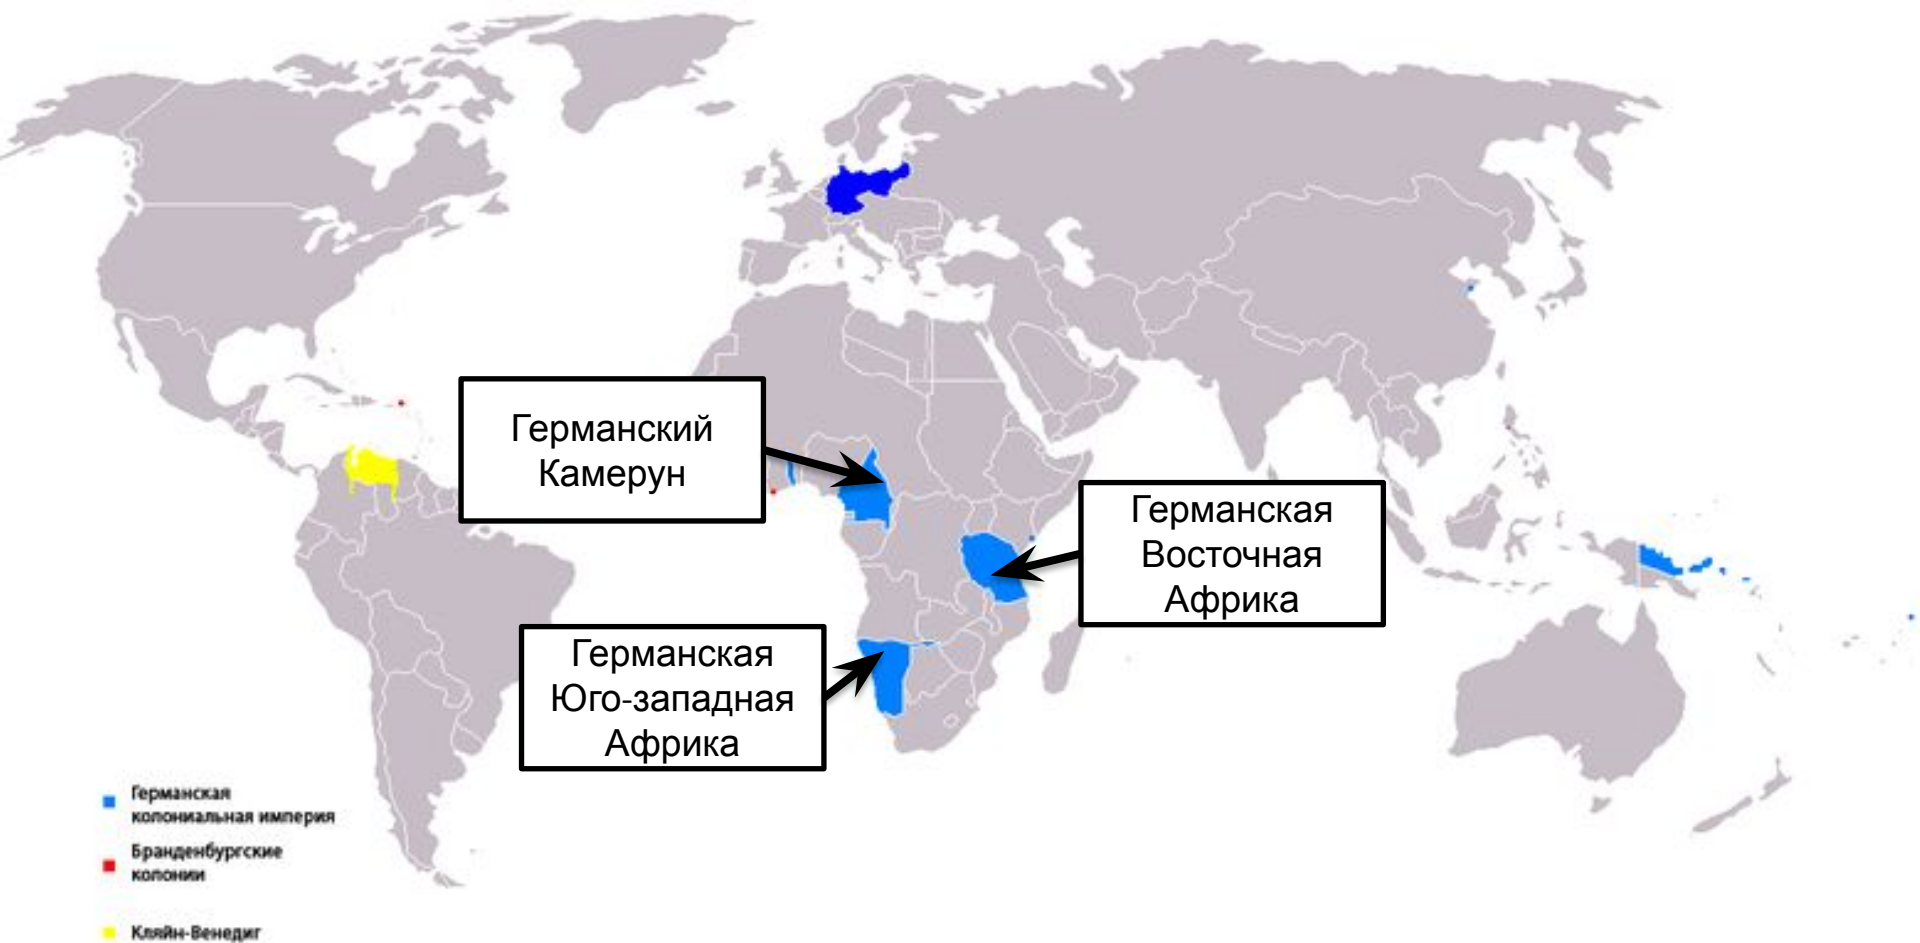 Германский
Камерун
Германская
Восточная
Африка
Германская
Юго-западная
Африка
Германская
колониальная империя
Бранденбургские
колонии
Кляйн-Венедиг